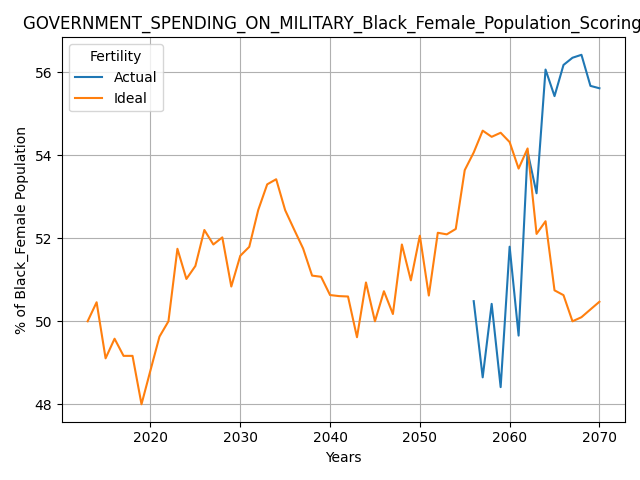 GOVERNMENT_SPENDING_ON_MILITARY_Black_Female_Population_Scoring
Fertility
Actual
Ideal
% of Black_Female Population
56
54
52
50
48
2020 2030 2040 2050 2060 2070
Years